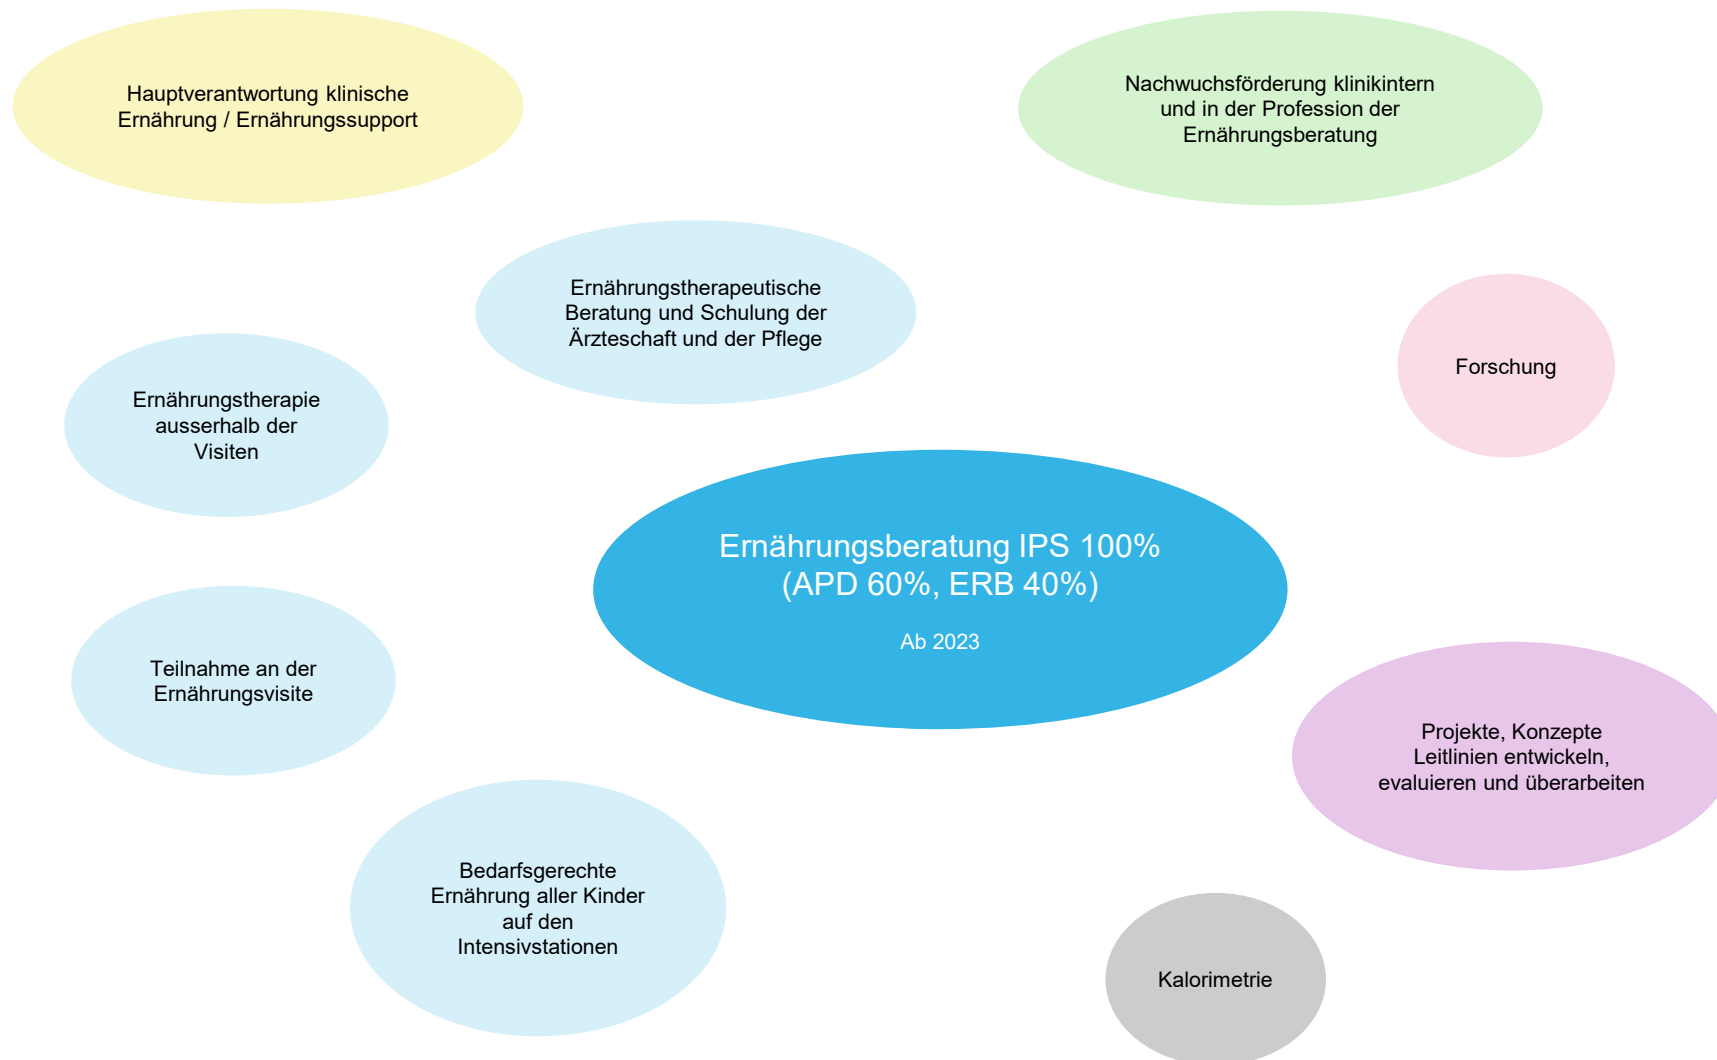 Hauptverantwortung klinische
Ernährung / Ernährungssupport
Nachwuchsförderung klinikintern
und in der Profession der
Ernährungsberatung
Ernährungstherapeutische
Beratung und Schulung der
Ärzteschaft und der Pflege
Forschung
Ernährungstherapie
ausserhalb der
Visiten
Ernährungsberatung IPS 100%
(APD 60%, ERB 40%)
Ab 2023
Teilnahme an der
Ernährungsvisite
Projekte, Konzepte
Leitlinien entwickeln,
evaluieren und überarbeiten
Bedarfsgerechte
Ernährung aller Kinder
auf den
Intensivstationen
Kalorimetrie